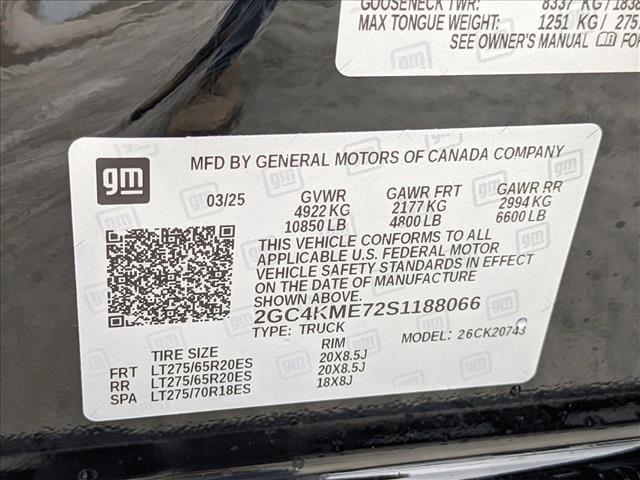 GOOSENECK TWR: 8337 KG / 1838
MAX TONGUE WEIGHT: 1251 KG / 275
SEE OWNER'S MANUAL FOR
gm
MFD BY GENERAL MOTORS OF CANADA COMPANY
03/25 GVWR GAWR FRT GAWR RR
4922 KG 2177 KG 2994 KG
10850 LB 4800 LB 6600 LB
THIS VEHICLE CONFORMS TO ALL
APPLICABLE U.S. FEDERAL MOTOR
VEHICLE SAFETY STANDARDS IN EFFECT
ON THE DATE OF MANUFACTURE
2GC4KME72S1188066
TYPE: TRUCK MODEL: 26CK20743
TIRE SIZE RIM
FRT LT275/65R20ES 20X8.5J
RR LT275/65R20ES 20X8.5J
SPA LT275/70R18ES 18X8J